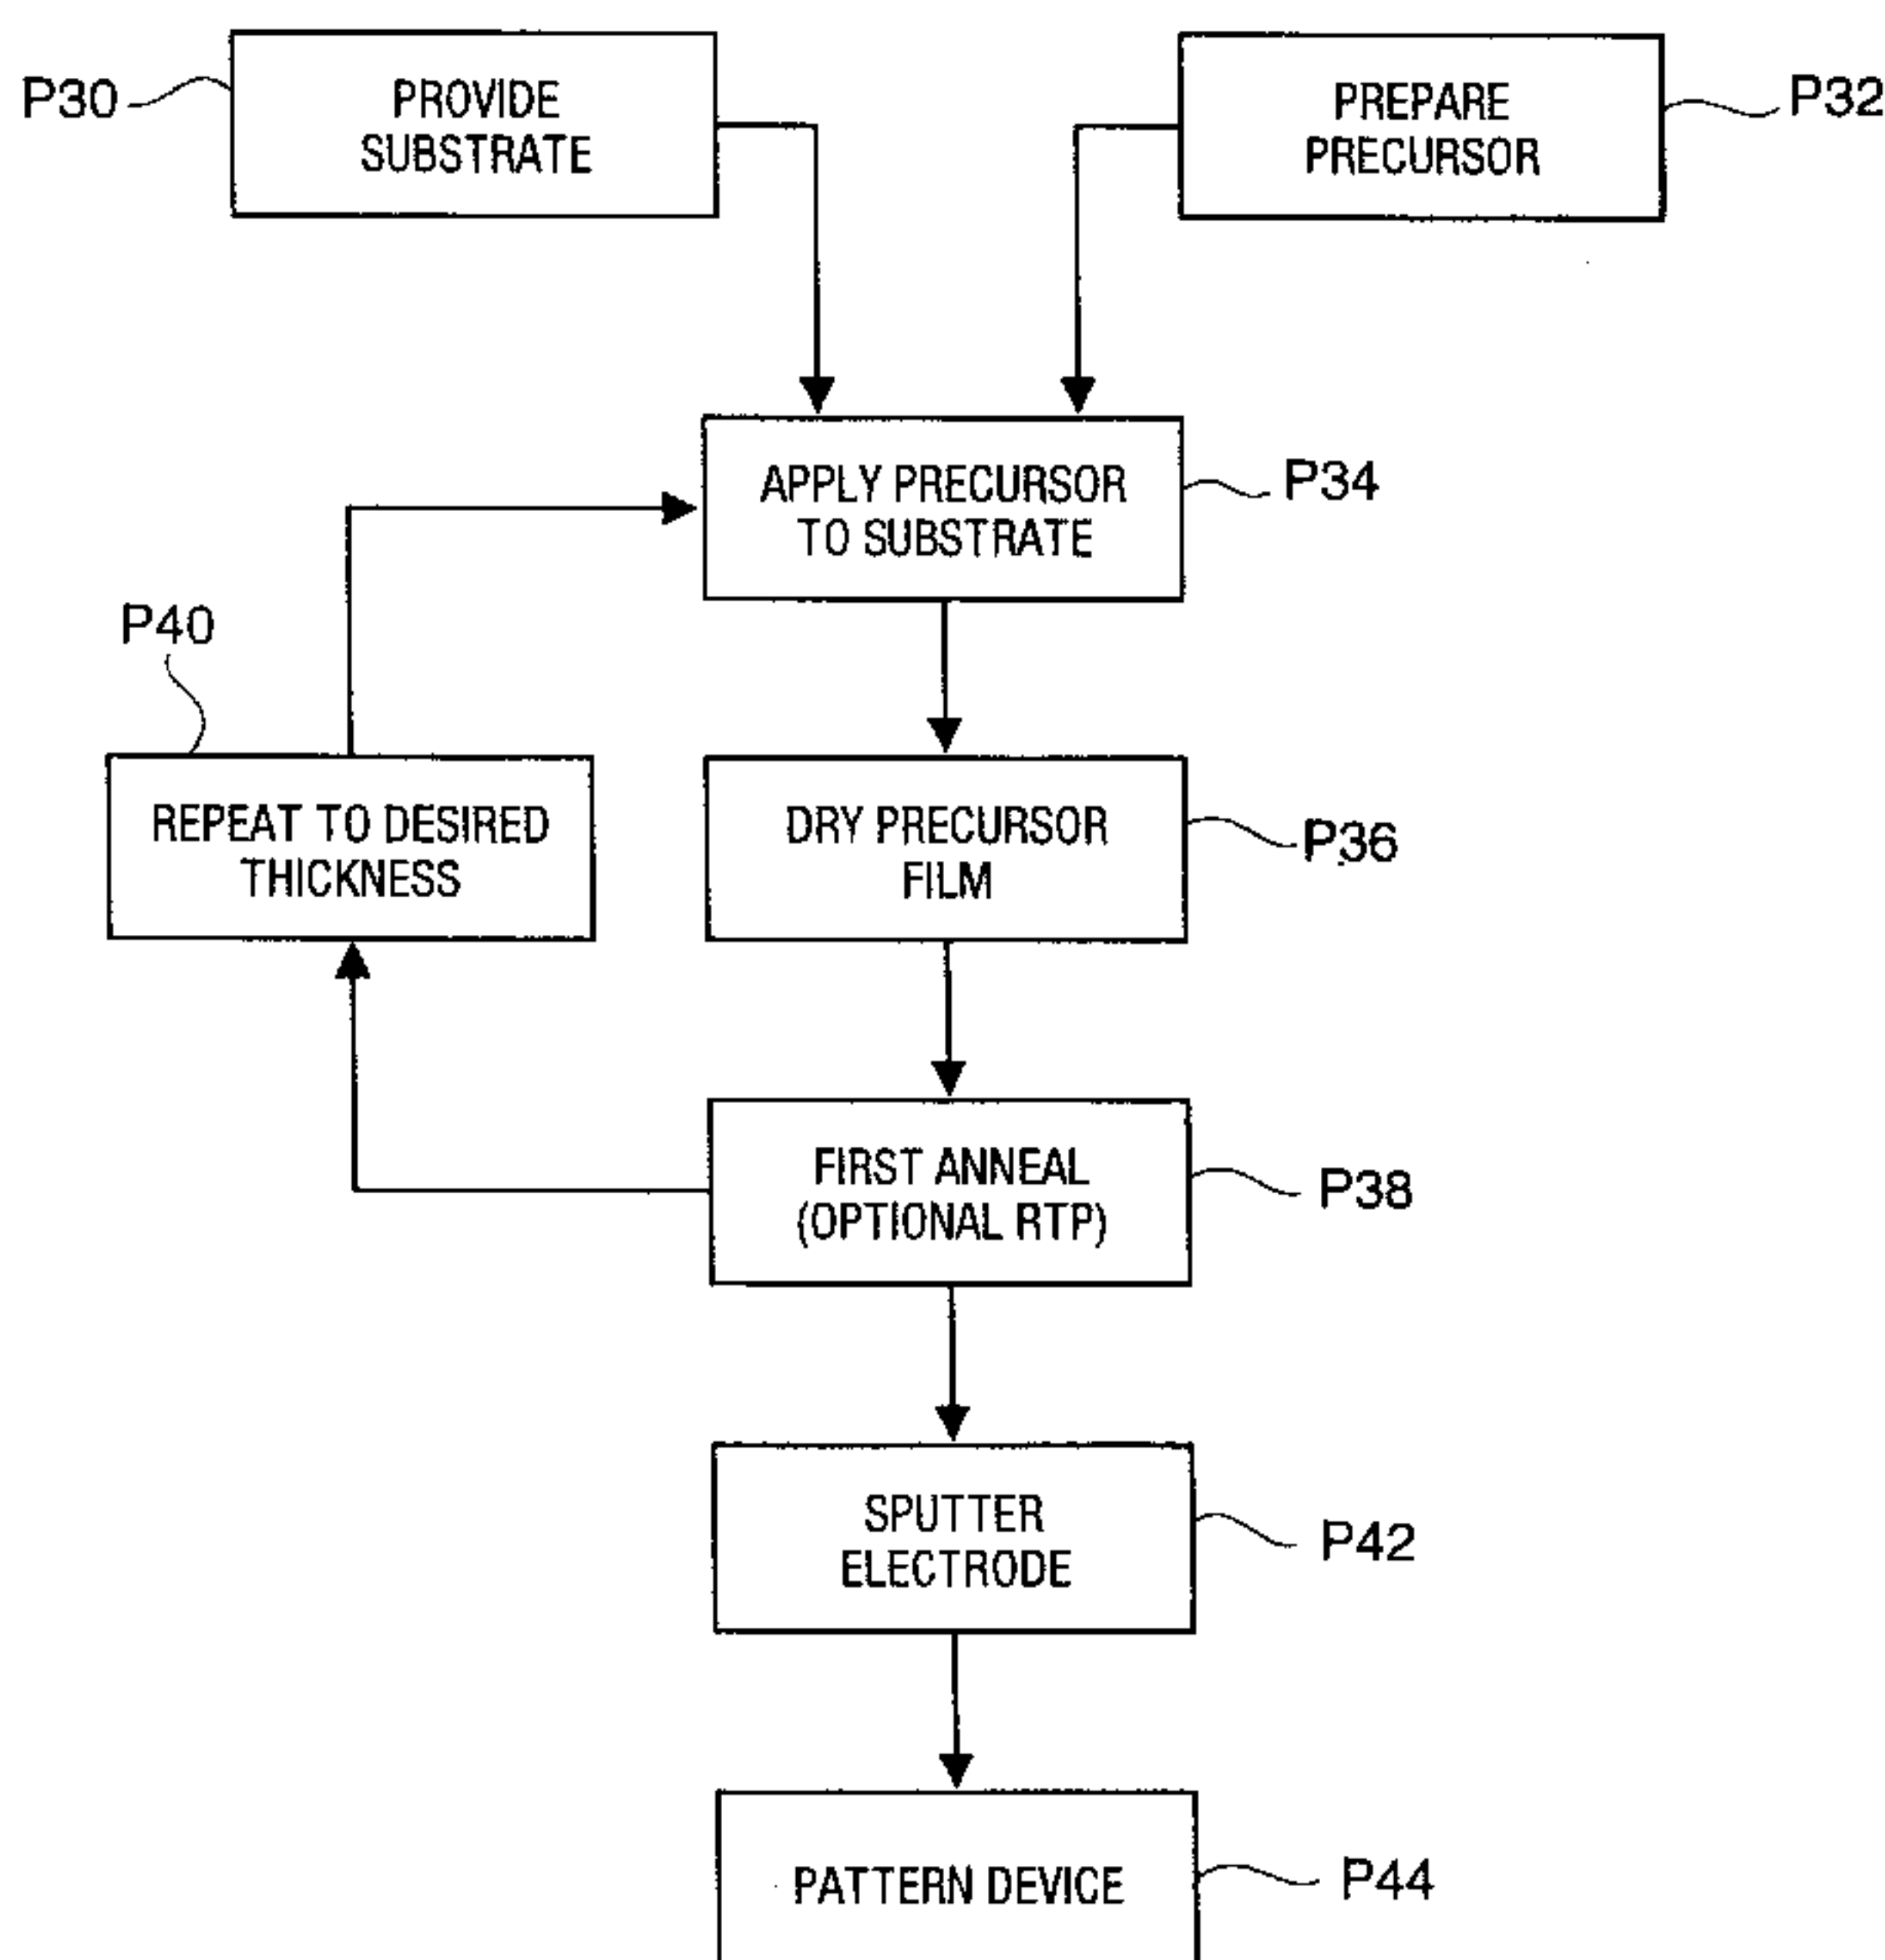 P30
PROVIDE
SUBSTRATE
PREPARE
PRECURSOR
P32
APPLY PRECURSOR
TO SUBSTRATE
P34
P40
REPEAT TO DESIRED
THICKNESS
DRY PRECURSOR
FILM
P36
FIRST ANNEAL
(OPTIONAL RTP)
P38
SPUTTER
ELECTRODE
P42
PATTERN DEVICE
P44